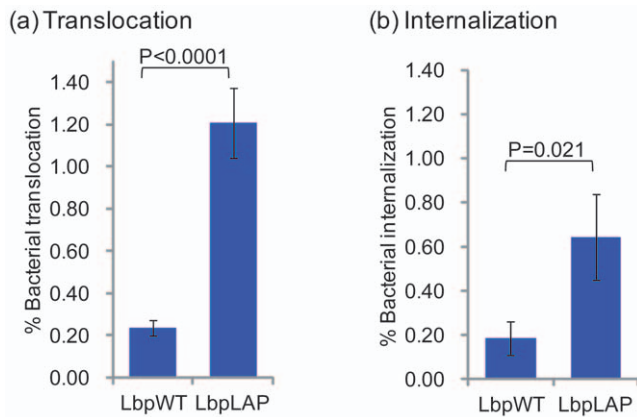 (a) Translocation
P<0.0001
1.40
1.20
1.00
0.80
0.60
0.40
0.20
0.00
% Bacterial translocation
LbpWT LbpLAP
(b) Internalization
1.40
1.20
1.00
0.80
0.60
0.40
0.20
0.00
P=0.021
% Bacterial internalization
LbpWT LbpLAP